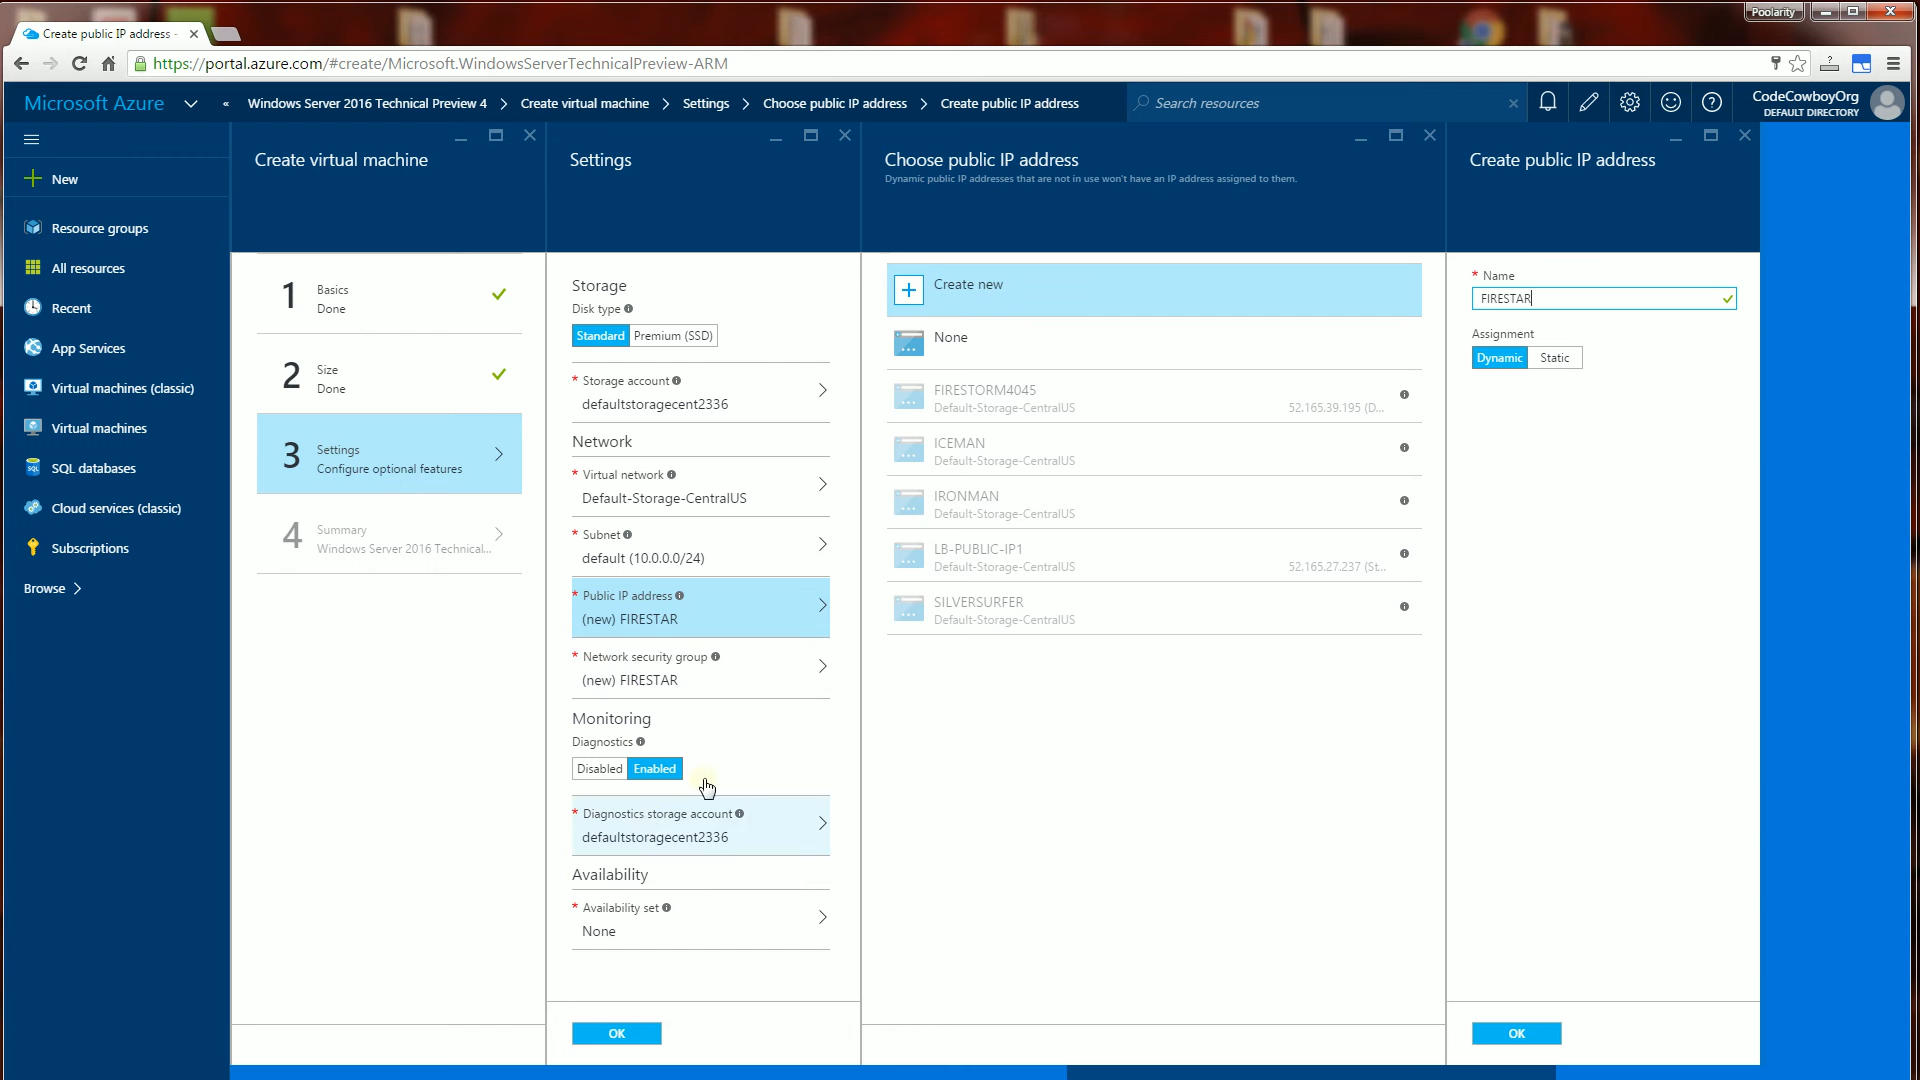 Poolarity
Create public IP address -
https://portal.azure.com/#create/Microsoft.WindowsServerTechnicalPreview-ARM
Microsoft Azure
« Windows Server 2016 Technical Preview 4 > Create virtual machine > Settings > Choose public IP address > Create public IP address
Search resources
CodeCowboyOrg
DEFAULT DIRECTORY
New
Resource groups
All resources
Recent
App Services
Virtual machines (classic)
Virtual machines
SQL databases
Cloud services (classic)
Subscriptions
Browse >
Create virtual machine
1 Basics
Done
2 Size
Done
3 Settings
Configure optional features
4 Summary
Windows Server 2016 Technical...
Settings
Storage
Disk type
Standard Premium (SSD)
* Storage account
defaultstoragecent2336
Network
* Virtual network
Default-Storage-CentralUS
* Subnet
default (10.0.0.0/24)
* Public IP address
(new) FIRESTAR
* Network security group
(new) FIRESTAR
Monitoring
Diagnostics
Disabled Enabled
* Diagnostics storage account
defaultstoragecent2336
Availability
* Availability set
None
OK
Choose public IP address
Dynamic public IP addresses that are not in use won't have an IP address assigned to them.
Create new
None
FIRESTORM4045
Default-Storage-CentralUS 52.165.39.195 (D...
ICEMAN
Default-Storage-CentralUS
IRONMAN
Default-Storage-CentralUS
LB-PUBLIC-IP1
Default-Storage-CentralUS 52.165.27.237 (St...
SILVERSURFER
Default-Storage-CentralUS
Create public IP address
* Name
FIRESTAR
Assignment
Dynamic Static
OK